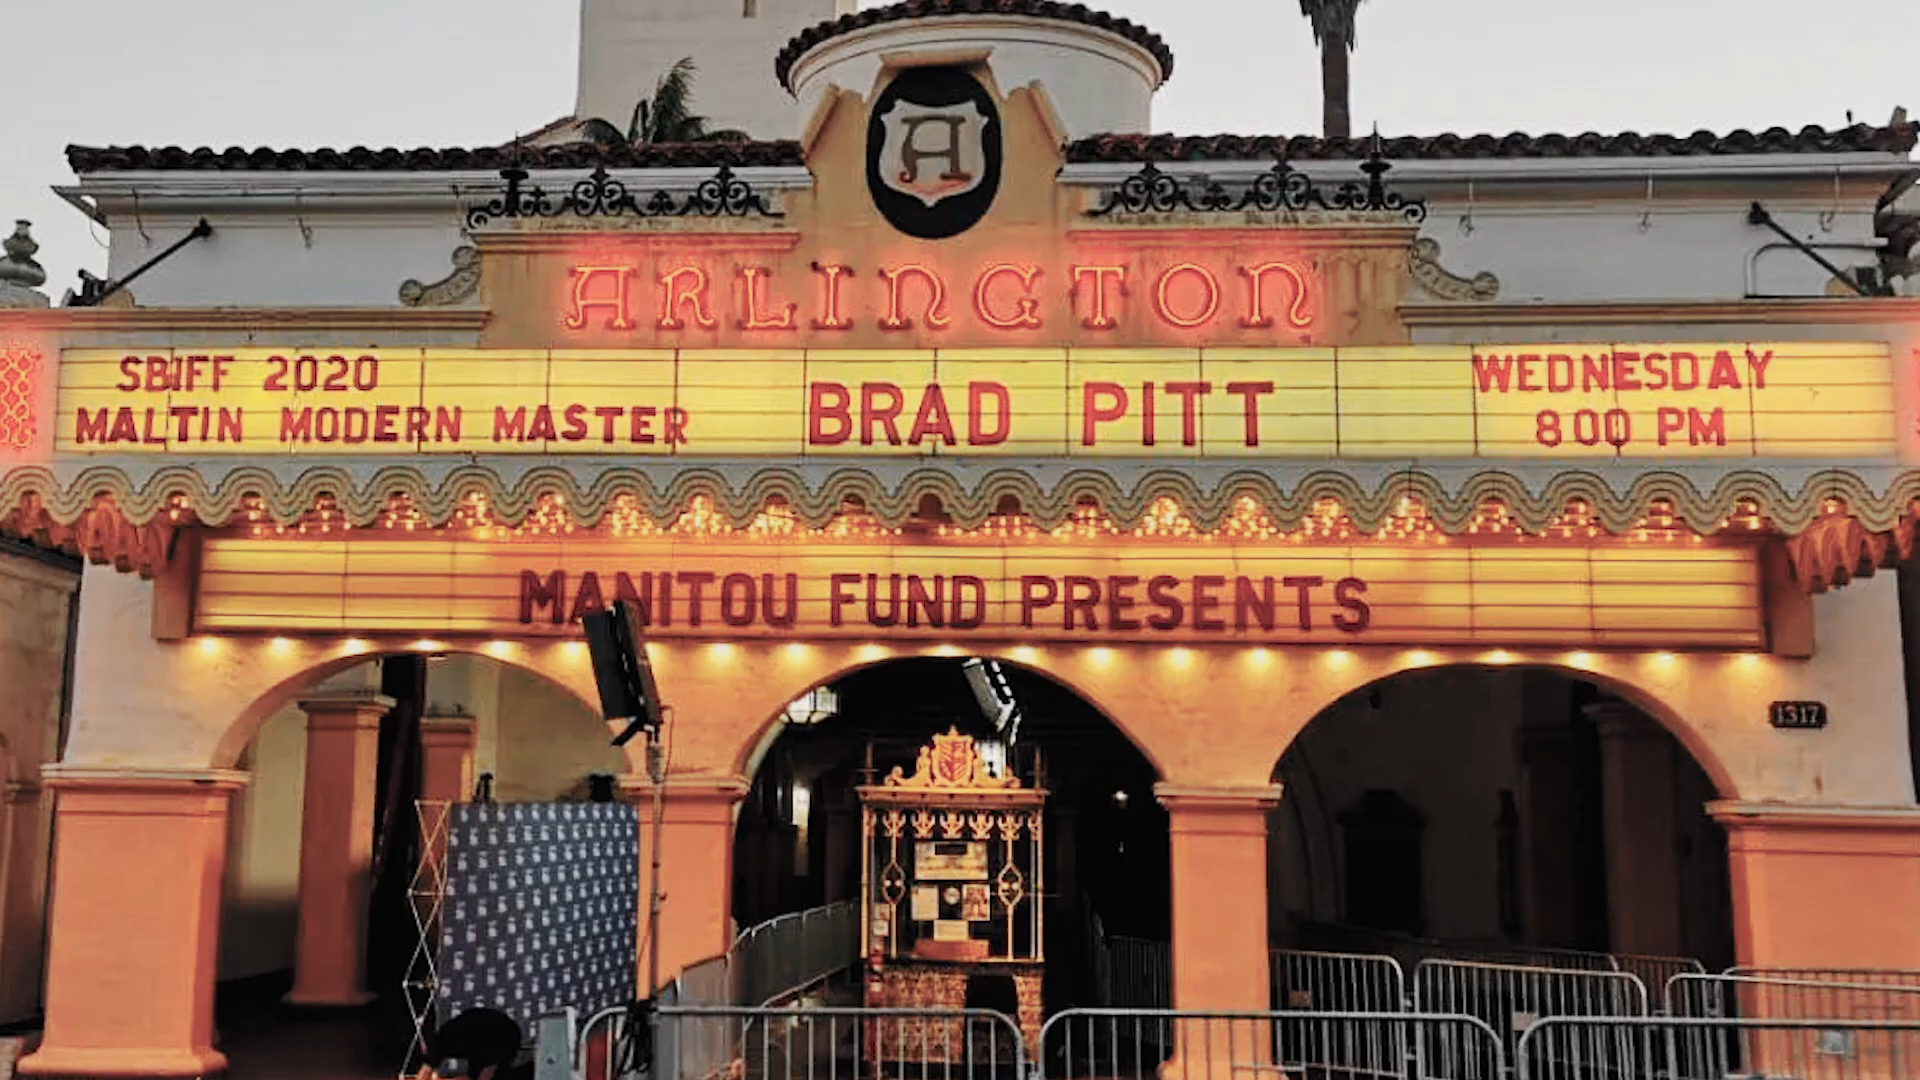 A
ARLINGTON
SBIFF 2020
MALTIN MODERN MASTER
BRAD PITT
WEDNESDAY
8:00 PM
MANITOU FUND PRESENTS
1317